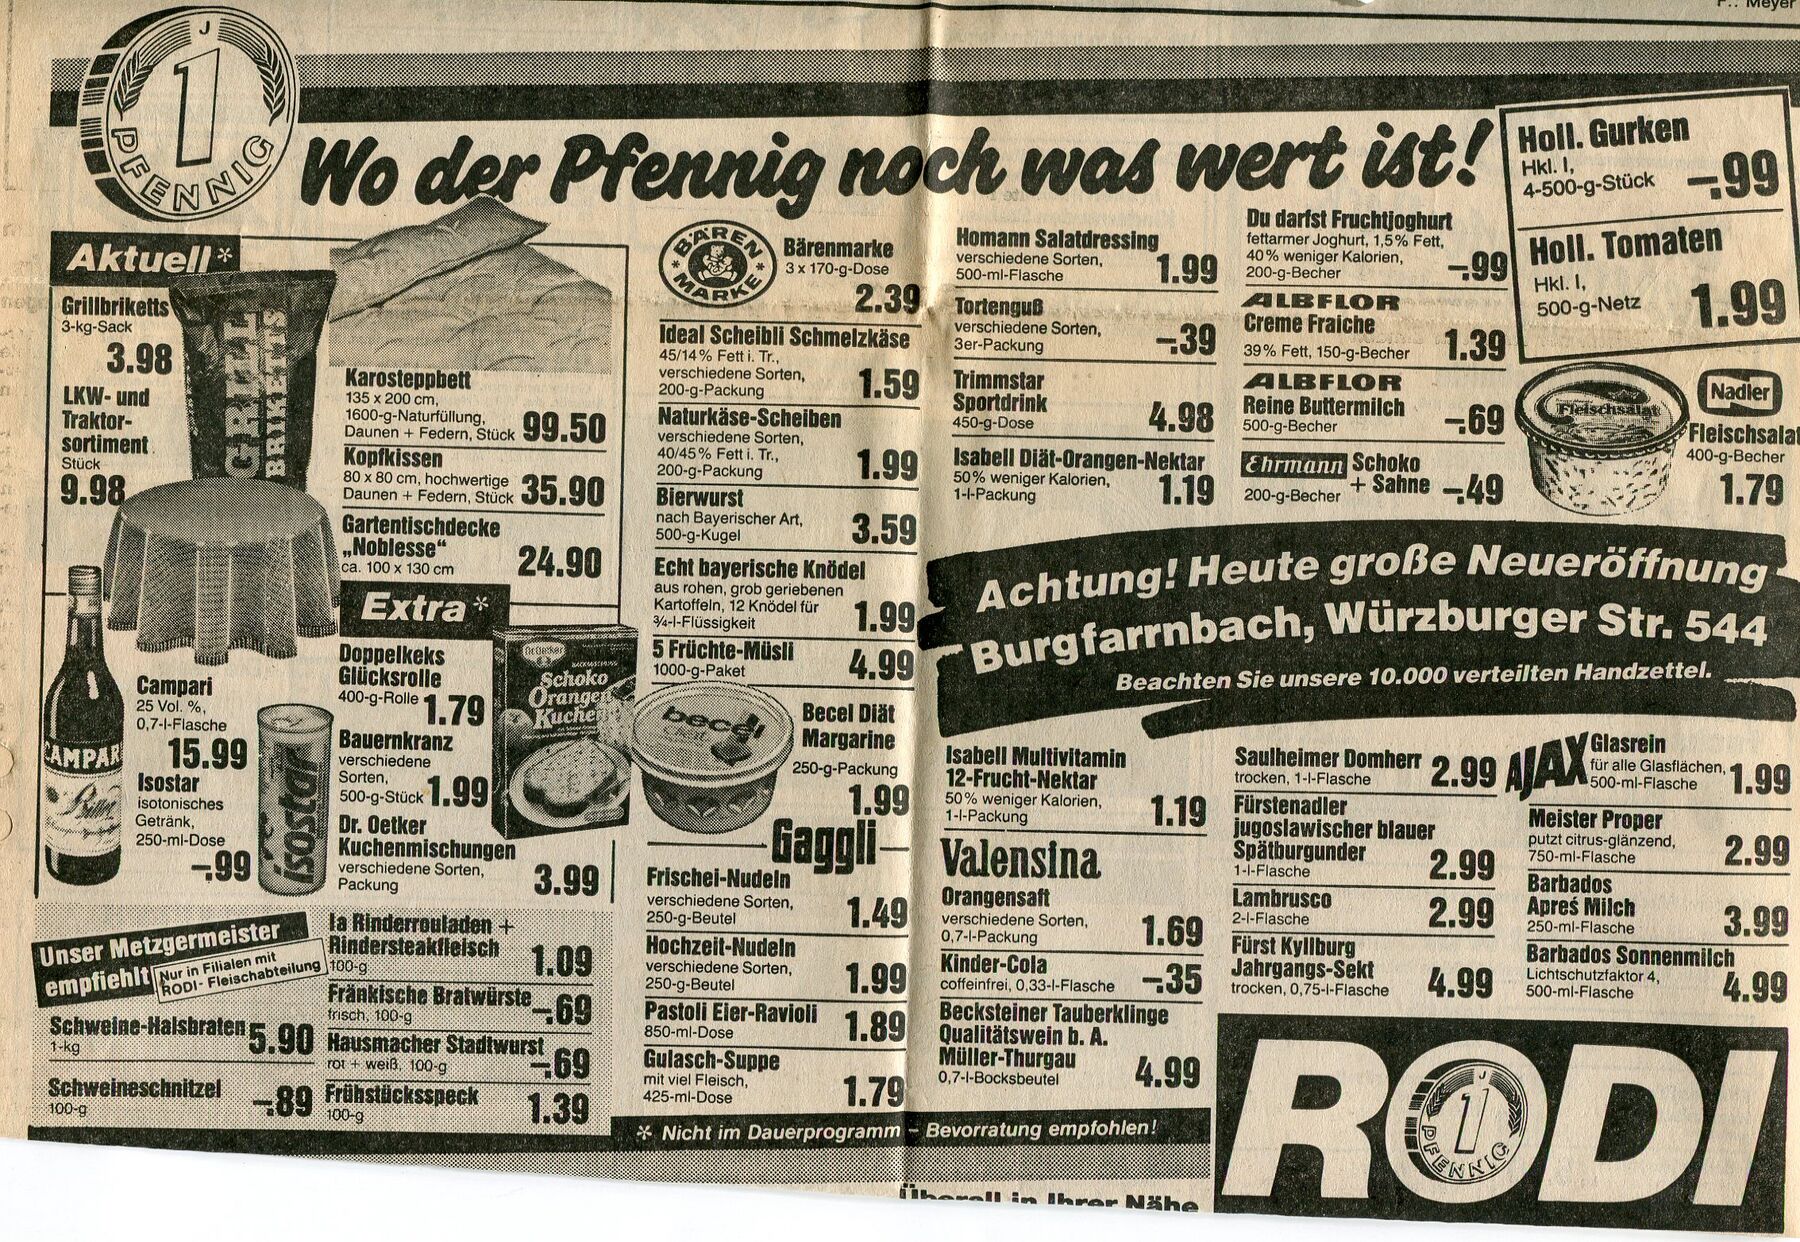 F.. Meyer
J
1
PFENNIG
Wo der Pfennig noch was wert ist!
Holl. Gurken
Hkl. I,
4-500-g-Stück -.99
Holl. Tomaten
Hkl. I,
500-g-Netz 1.99
Aktuell*
Grillbriketts
3-kg-Sack
3.98
LKW- und
Traktor-
sortiment
Stück
9.98
GRILL
BRIKETTS
Karosteppbett
135 x 200 cm,
1600-g-Naturfüllung,
Daunen + Federn, Stück 99.50
Kopfkissen
80 x 80 cm, hochwertige
Daunen + Federn, Stück 35.90
Gartentischdecke
„Noblesse“
ca. 100 x 130 cm 24.90
CAMPARI
Bitter
Campari
25 Vol. %,
0,7-l-Flasche
15.99
Isostar
isotonisches
Getränk,
250-ml-Dose
-.99
isostar
Extra*
Doppelkeks
Glücksrolle
400-g-Rolle 1.79
Bauernkranz
verschiedene
Sorten,
500-g-Stück 1.99
Dr. Oetker
Kuchenmischungen
verschiedene Sorten,
Packung 3.99
Dr. Oetker
BACKMISCHUNG
Schoko
Orangen
Kuchen
Unser Metzgermeister
empfiehlt
Nur in Filialen mit
RODI-Fleischabteilung
Schweine-Halsbraten
1-kg 5.90
Schweineschnitzel
100-g -.89
Ia Rinderrouladen +
Rindersteakfleisch
100-g 1.09
Fränkische Bratwürste
frisch, 100-g -.69
Hausmacher Stadtwurst
rot + weiß, 100-g -.69
Frühstücksspeck
100-g 1.39
BÄREN
MARKE
Bärenmarke
3 x 170-g-Dose
2.39
Ideal Scheibli Schmelzkäse
45/14% Fett i. Tr.,
verschiedene Sorten,
200-g-Packung 1.59
Naturkäse-Scheiben
verschiedene Sorten,
40/45% Fett i. Tr.,
200-g-Packung 1.99
Bierwurst
nach Bayerischer Art,
500-g-Kugel 3.59
Echt bayerische Knödel
aus rohen, grob geriebenen
Kartoffeln, 12 Knödel für
¾-l-Flüssigkeit 1.99
5 Früchte-Müsli
1000-g-Paket 4.99
becel
Diät
Becel Diät
Margarine
250-g-Packung
1.99
Gaggli
Frischei-Nudeln
verschiedene Sorten,
250-g-Beutel 1.49
Hochzeit-Nudeln
verschiedene Sorten,
250-g-Beutel 1.99
Pastoli Eier-Ravioli
850-ml-Dose 1.89
Gulasch-Suppe
mit viel Fleisch,
425-ml-Dose 1.79
Homann Salatdressing
verschiedene Sorten,
500-ml-Flasche 1.99
Tortenguß
verschiedene Sorten,
3er-Packung -.39
Trimmstar
Sportdrink
450-g-Dose 4.98
Isabell Diät-Orangen-Nektar
50% weniger Kalorien,
1-l-Packung 1.19
Du darfst Fruchtjoghurt
fettarmer Joghurt, 1,5% Fett,
40% weniger Kalorien,
200-g-Becher -.99
ALBFLOR
Creme Fraiche
39% Fett, 150-g-Becher 1.39
ALBFLOR
Reine Buttermilch
500-g-Becher -.69
Ehrmann Schoko
+ Sahne
200-g-Becher -.49
Fleischsalat
Nadler
Fleischsalat
400-g-Becher
1.79
Achtung! Heute große Neueröffnung
Burgfarrnbach, Würzburger Str. 544
Beachten Sie unsere 10.000 verteilten Handzettel.
Isabell Multivitamin
12-Frucht-Nektar
50% weniger Kalorien,
1-l-Packung 1.19
Valensina
Orangensaft
verschiedene Sorten,
0,7-l-Packung 1.69
Kinder-Cola
coffeinfrei, 0,33-l-Flasche -.35
Becksteiner Tauberklinge
Qualitätswein b. A.
Müller-Thurgau
0,7-l-Bocksbeutel 4.99
Saulheimer Domherr
trocken, 1-l-Flasche 2.99
Fürstenadler
jugoslawischer blauer
Spätburgunder
1-l-Flasche 2.99
Lambrusco
2-l-Flasche 2.99
Fürst Kyllburg
Jahrgangs-Sekt
trocken, 0,75-l-Flasche 4.99
AJAX Glasrein
für alle Glasflächen,
500-ml-Flasche 1.99
Meister Proper
putzt citrus-glänzend,
750-ml-Flasche 2.99
Barbados
Apreś Milch
250-ml-Flasche 3.99
Barbados Sonnenmilch
Lichtschutzfaktor 4,
500-ml-Flasche 4.99
* Nicht im Dauerprogramm – Bevorratung empfohlen!
Überall in Ihrer Nähe
RODI
J
1
PFENNIG